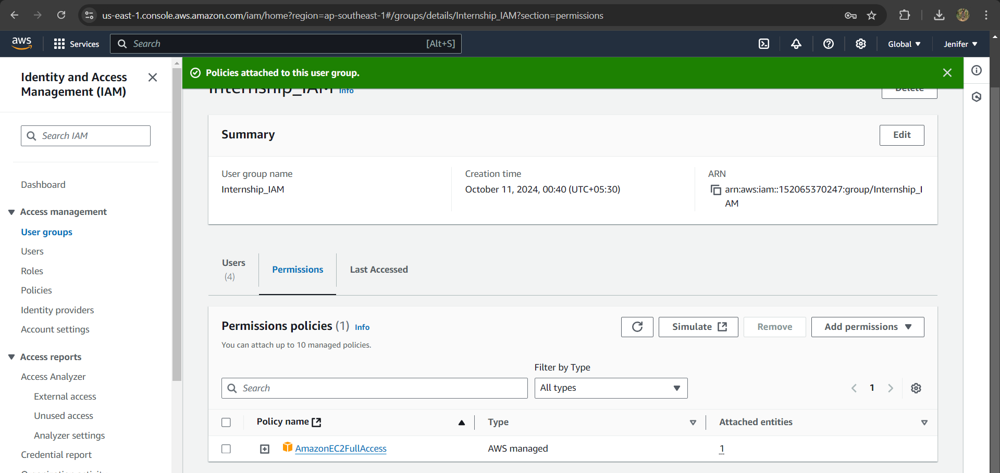 us-east-1.console.aws.amazon.com/iam/home?region=ap-southeast-1#/groups/details/Internship_IAM?section=permissions
aws
Services
Search
[Alt+S]
Global
Jenifer
Identity and Access
Management (IAM)
Search IAM
Dashboard
Access management
User groups
Users
Roles
Policies
Identity providers
Account settings
Access reports
Access Analyzer
External access
Unused access
Analyzer settings
Credential report
Policies attached to this user group.
Internship_IAM Info
Delete
Summary
Edit
User group name
Internship_IAM
Creation time
October 11, 2024, 00:40 (UTC+05:30)
ARN
arn:aws:iam::152065370247:group/Internship_I
AM
Users
(4)
Permissions
Last Accessed
Permissions policies (1) Info
You can attach up to 10 managed policies.
Simulate
Remove
Add permissions
Filter by Type
Search
All types
1
Policy name
Type
Attached entities
AmazonEC2FullAccess
AWS managed
1